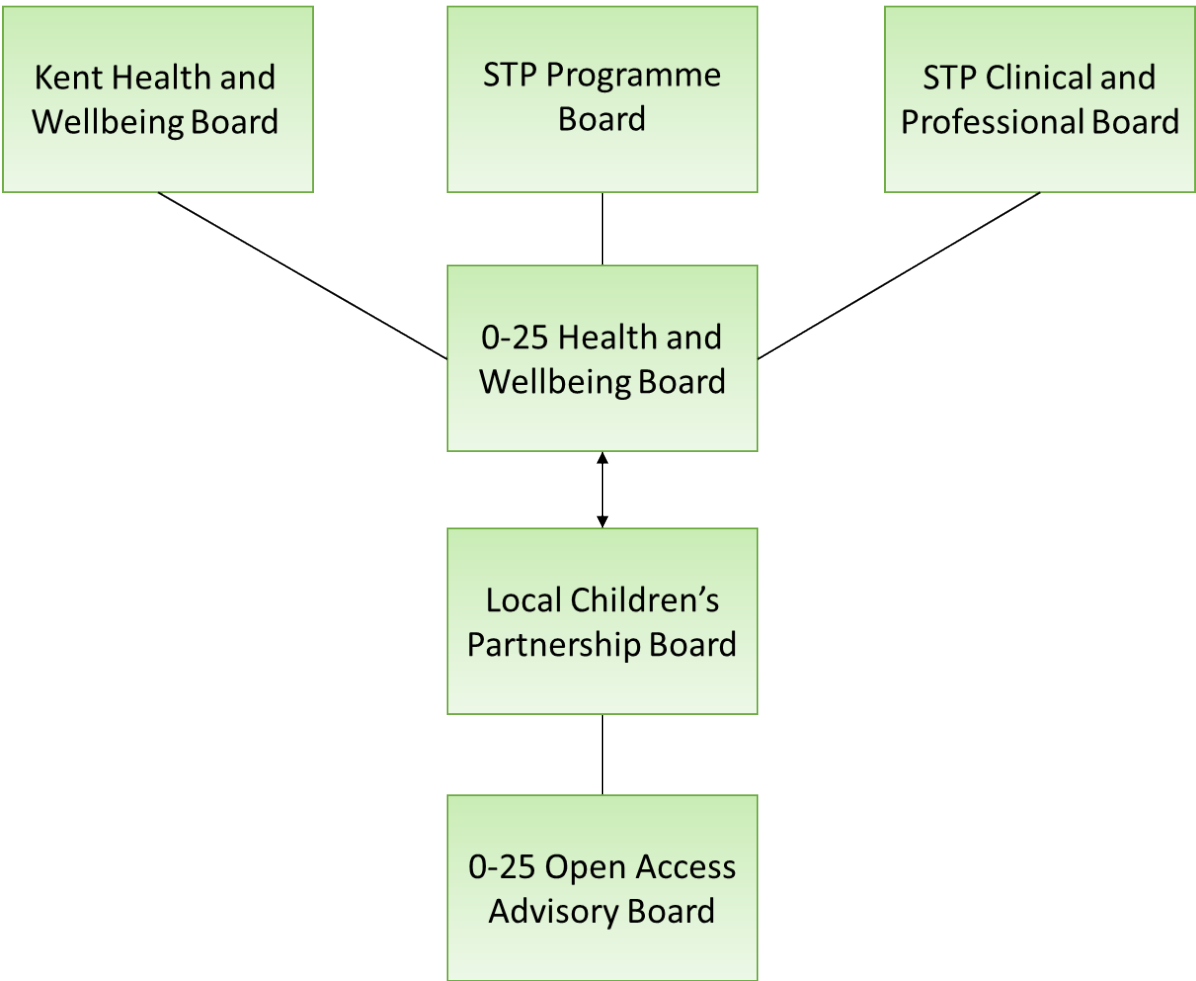 Kent Health and
Wellbeing Board
STP Programme
Board
STP Clinical and
Professional Board
0-25 Health and
Wellbeing Board
Local Children’s
Partnership Board
0-25 Open Access
Advisory Board